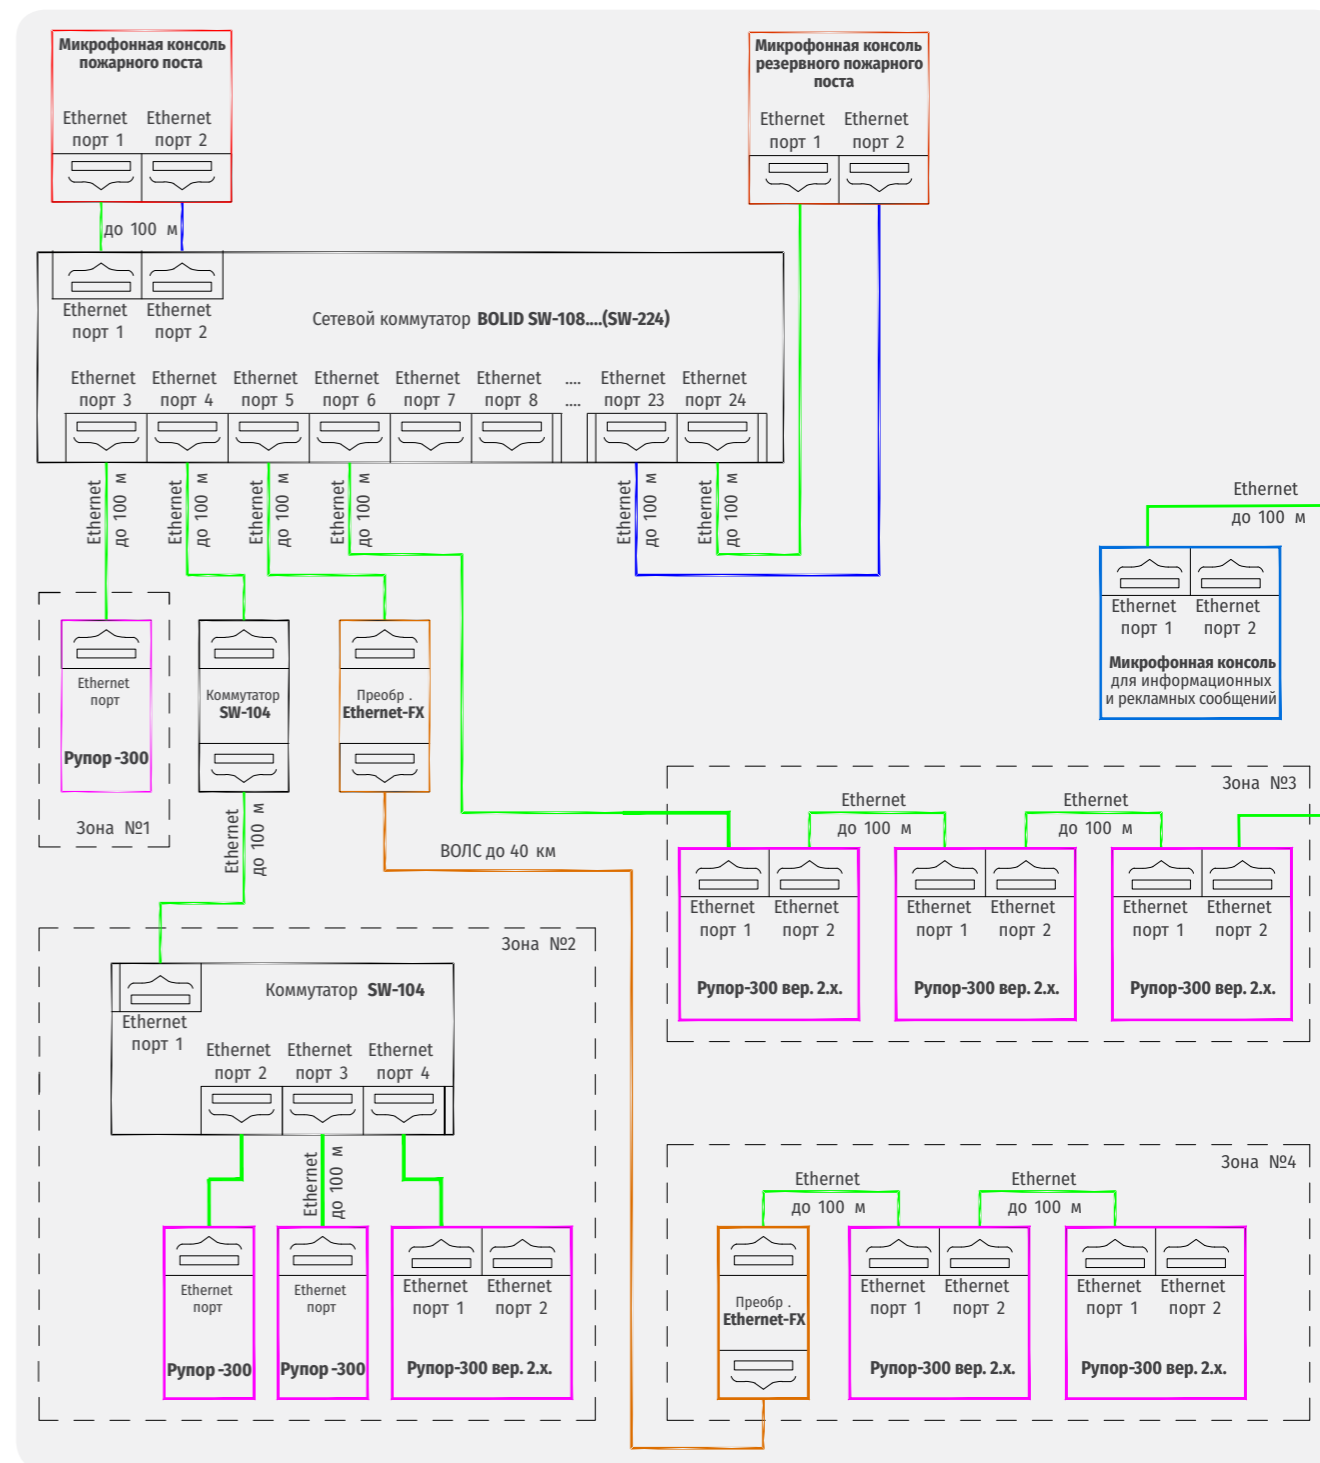 Микрофонная консоль
пожарного поста
Ethernet
порт 1
Ethernet
порт 2
Микрофонная консоль
резервного пожарного
поста
Ethernet
порт 1
Ethernet
порт 2
до 100 м
Ethernet
порт 1
Ethernet
порт 2
Сетевой коммутатор BOLID SW-108....(SW-224)
Ethernet
порт 3
Ethernet
порт 4
Ethernet
порт 5
Ethernet
порт 6
Ethernet
порт 7
Ethernet
порт 8
....
....
Ethernet
порт 23
Ethernet
порт 24
Ethernet
до 100 м
Ethernet
до 100 м
Ethernet
до 100 м
Ethernet
до 100 м
Ethernet
до 100 м
Ethernet
до 100 м
Ethernet
до 100 м
Ethernet
порт 1
Ethernet
порт 2
Микрофонная консоль
для информационных
и рекламных сообщений
Ethernet
порт
Рупор -300
Зона №1
Коммутатор
SW-104
Преобр .
Ethernet-FX
Ethernet
до 100 м
ВОЛС до 40 км
Зона №3
Ethernet
до 100 м
Ethernet
до 100 м
Ethernet
порт 1
Ethernet
порт 2
Рупор-300 вер. 2.х.
Ethernet
порт 1
Ethernet
порт 2
Рупор-300 вер. 2.х.
Ethernet
порт 1
Ethernet
порт 2
Рупор-300 вер. 2.х.
Зона №2
Коммутатор SW-104
Ethernet
порт 1
Ethernet
порт 2
Ethernet
порт 3
Ethernet
порт 4
Ethernet
до 100 м
Ethernet
порт
Рупор -300
Ethernet
порт
Рупор -300
Ethernet
порт 1
Ethernet
порт 2
Рупор-300 вер. 2.х.
Зона №4
Ethernet
до 100 м
Ethernet
до 100 м
Преобр .
Ethernet-FX
Ethernet
порт 1
Ethernet
порт 2
Рупор-300 вер. 2.х.
Ethernet
порт 1
Ethernet
порт 2
Рупор-300 вер. 2.х.